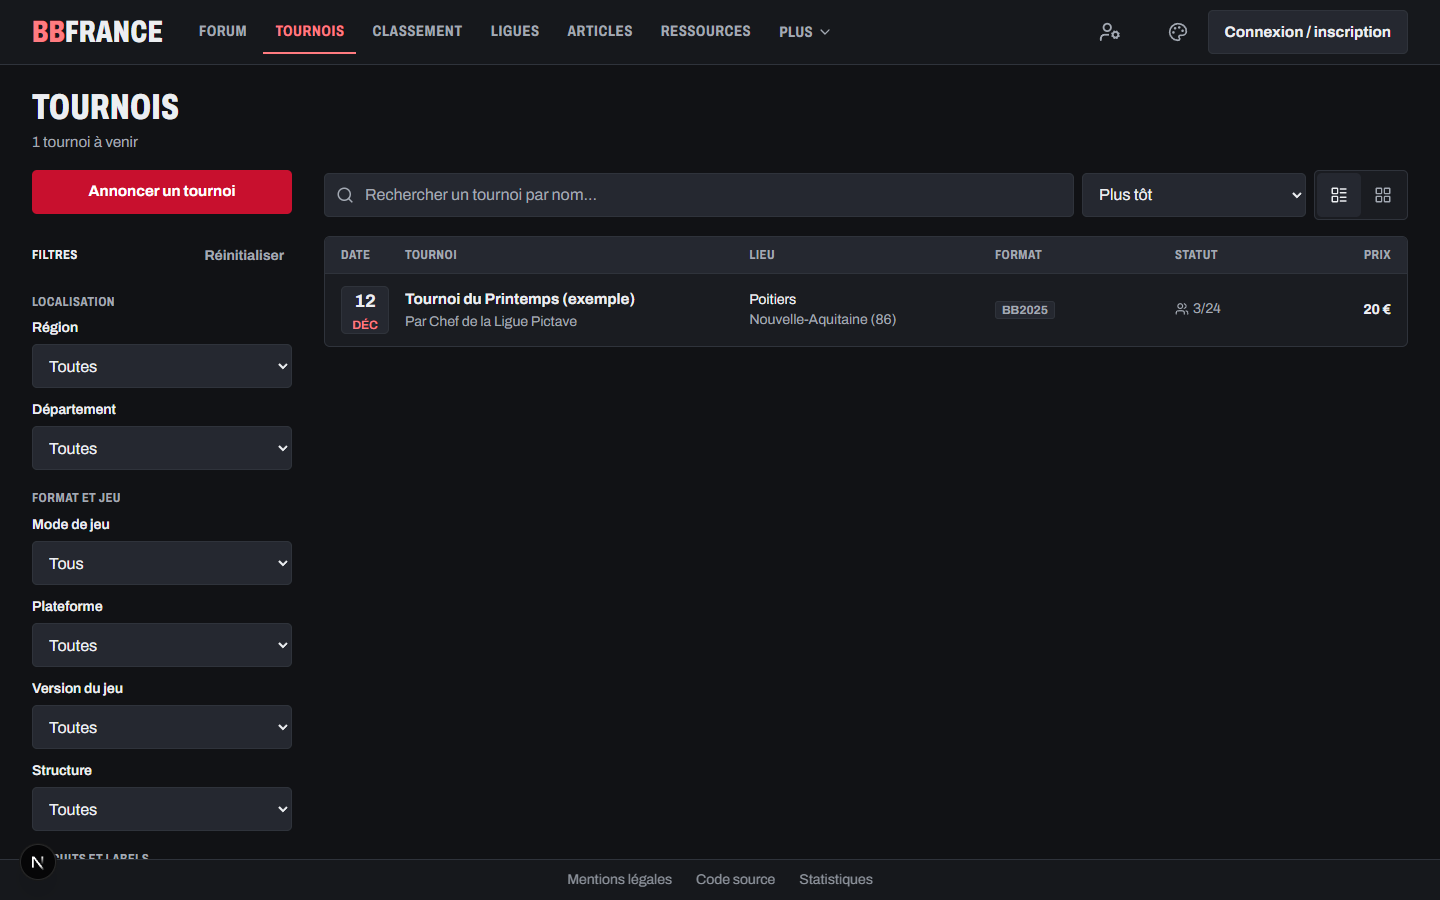 BBFRANCE
FORUM
TOURNOIS
CLASSEMENT
LIGUES
ARTICLES
RESSOURCES
PLUS
Connexion / inscription
TOURNOIS
1 tournoi à venir
Annoncer un tournoi
Rechercher un tournoi par nom...
Plus tôt
FILTRES
Réinitialiser
LOCALISATION
Région
Toutes
Département
Toutes
FORMAT ET JEU
Mode de jeu
Tous
Plateforme
Toutes
Version du jeu
Toutes
Structure
Toutes
DATE
TOURNOI
LIEU
FORMAT
STATUT
PRIX
12
DÉC
Tournoi du Printemps (exemple)
Par Chef de la Ligue Pictave
Poitiers
Nouvelle-Aquitaine (86)
BB2025
3/24
20 €
ET LABELS
N
Mentions légales
Code source
Statistiques